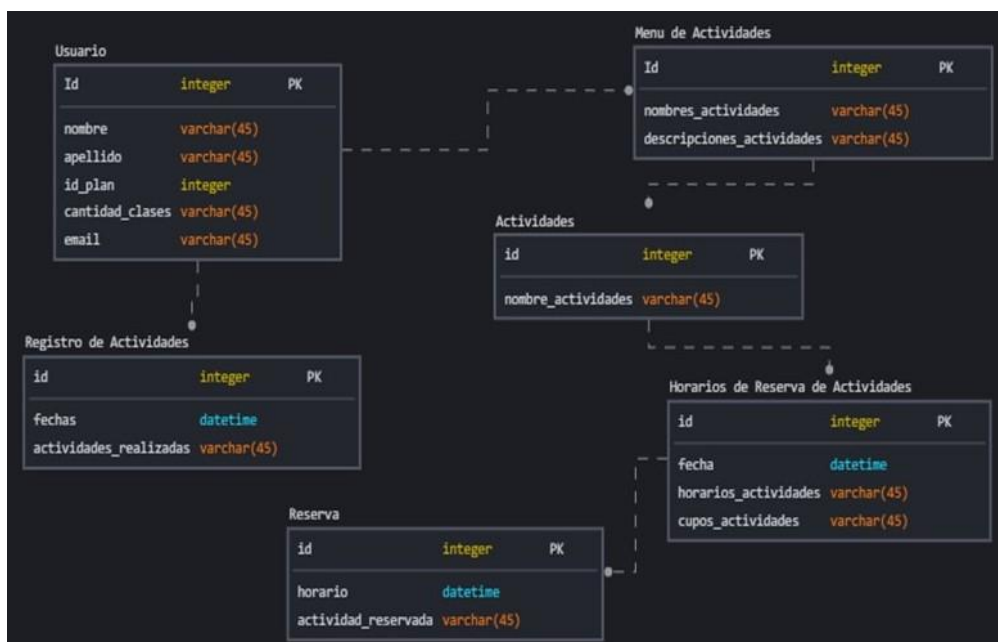 Usuario
Id integer PK
nombre varchar(45)
apellido varchar(45)
id_plan integer
cantidad_clases varchar(45)
email varchar(45)
Menu de Actividades
Id integer PK
nombres_actividades varchar(45)
descripciones_actividades varchar(45)
Actividades
id integer PK
nombre_actividades varchar(45)
Registro de Actividades
id integer PK
fechas datetime
actividades_realizadas varchar(45)
Horarios de Reserva de Actividades
id integer PK
fecha datetime
horarios_actividades varchar(45)
cupos_actividades varchar(45)
Reserva
id integer PK
horario datetime
actividad_reservada varchar(45)